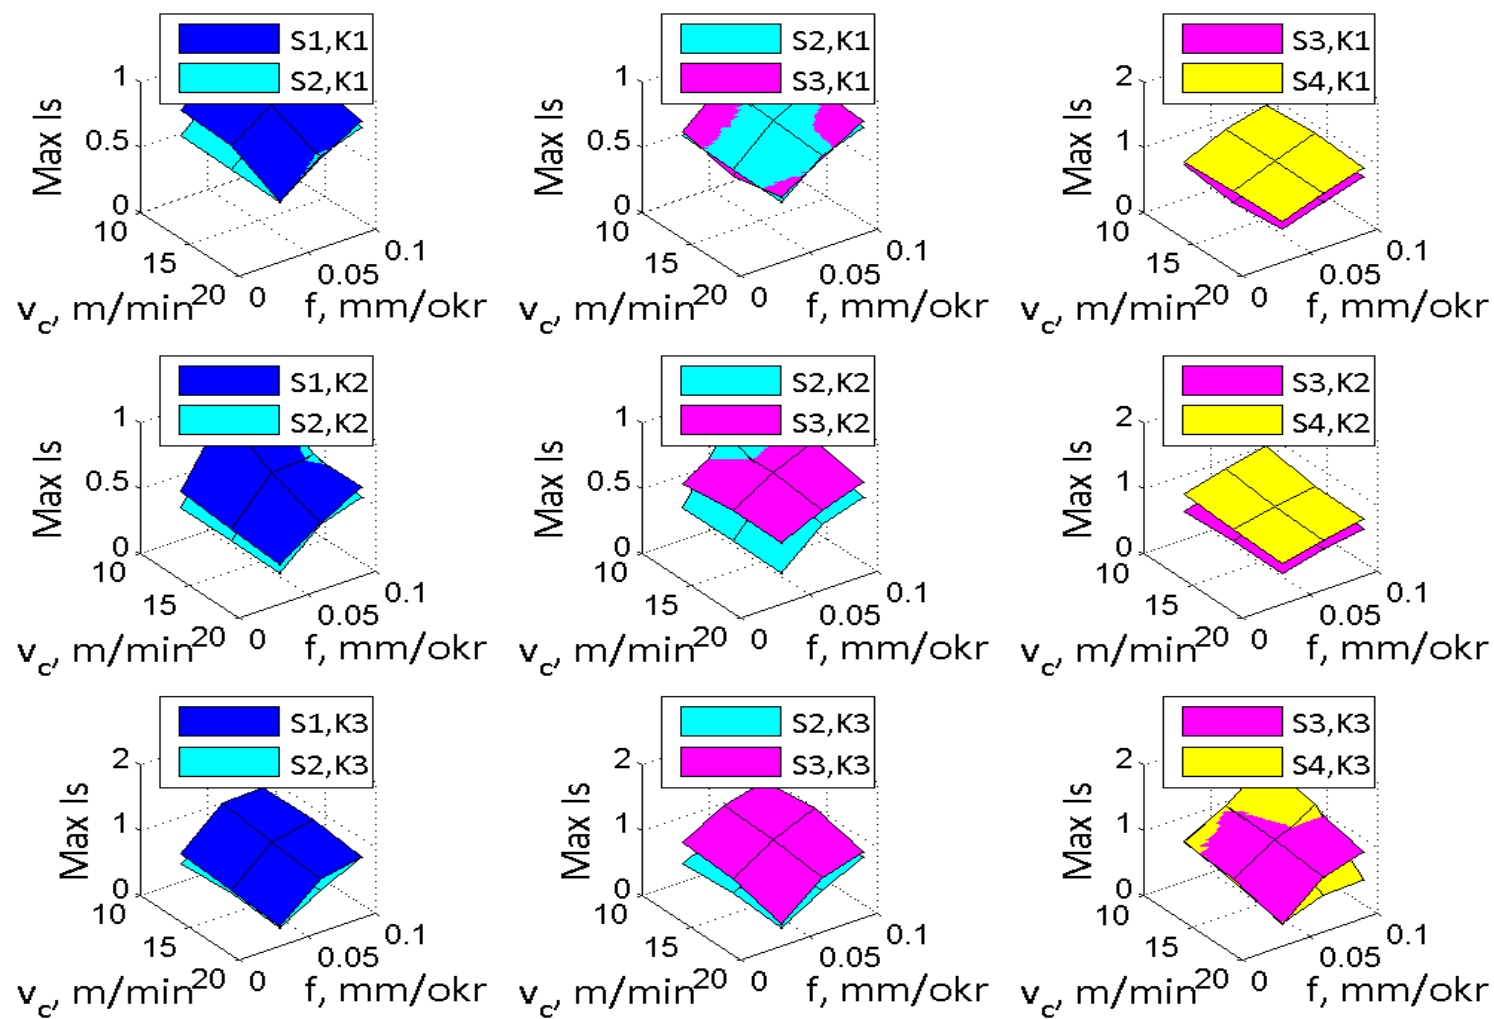 S1,K1
S2,K1
1
0.5
0
Max Is
10
15
20
0
0.05
0.1
v_c, m/min
f, mm/okr
S2,K1
S3,K1
1
0.5
0
Max Is
10
15
20
0
0.05
0.1
v_c, m/min
f, mm/okr
S3,K1
S4,K1
2
1
0
Max Is
10
15
20
0
0.05
0.1
v_c, m/min
f, mm/okr
S1,K2
S2,K2
1
0.5
0
Max Is
10
15
20
0
0.05
0.1
v_c, m/min
f, mm/okr
S2,K2
S3,K2
1
0.5
0
Max Is
10
15
20
0
0.05
0.1
v_c, m/min
f, mm/okr
S3,K2
S4,K2
2
1
0
Max Is
10
15
20
0
0.05
0.1
v_c, m/min
f, mm/okr
S1,K3
S2,K3
2
1
0
Max Is
10
15
20
0
0.05
0.1
v_c, m/min
f, mm/okr
S2,K3
S3,K3
2
1
0
Max Is
10
15
20
0
0.05
0.1
v_c, m/min
f, mm/okr
S3,K3
S4,K3
2
1
0
Max Is
10
15
20
0
0.05
0.1
v_c, m/min
f, mm/okr